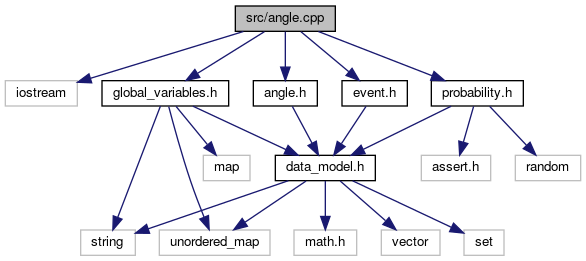 src/angle.cpp
iostream
global_variables.h
angle.h
event.h
probability.h
map
data_model.h
assert.h
random
string
unordered_map
math.h
vector
set